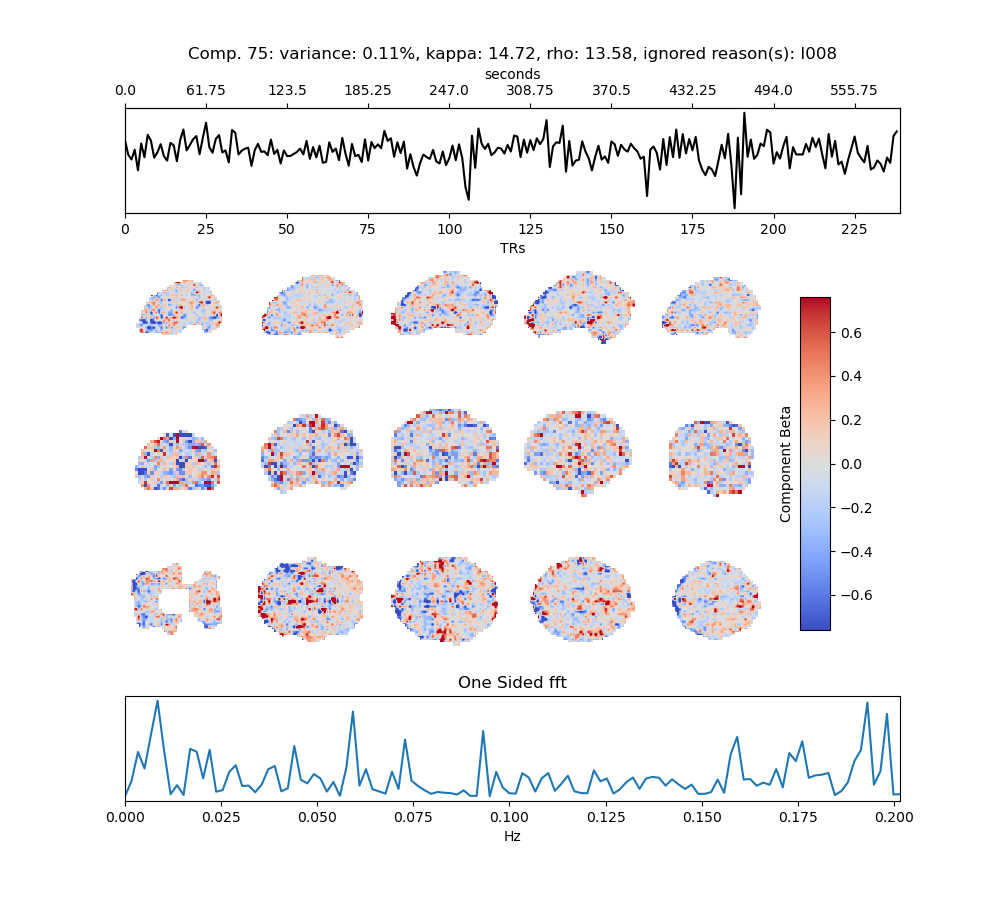 Comp. 75: variance: 0.11%, kappa: 14.72, rho: 13.58, ignored reason(s): I008
seconds
0.0 61.75 123.5 185.25 247.0 308.75 370.5 432.25 494.0 555.75
0 25 50 75 100 125 150 175 200 225
TRs
0.6
0.4
0.2
0.0
−0.2
−0.4
−0.6
Component Beta
One Sided fft
0.000 0.025 0.050 0.075 0.100 0.125 0.150 0.175 0.200
Hz